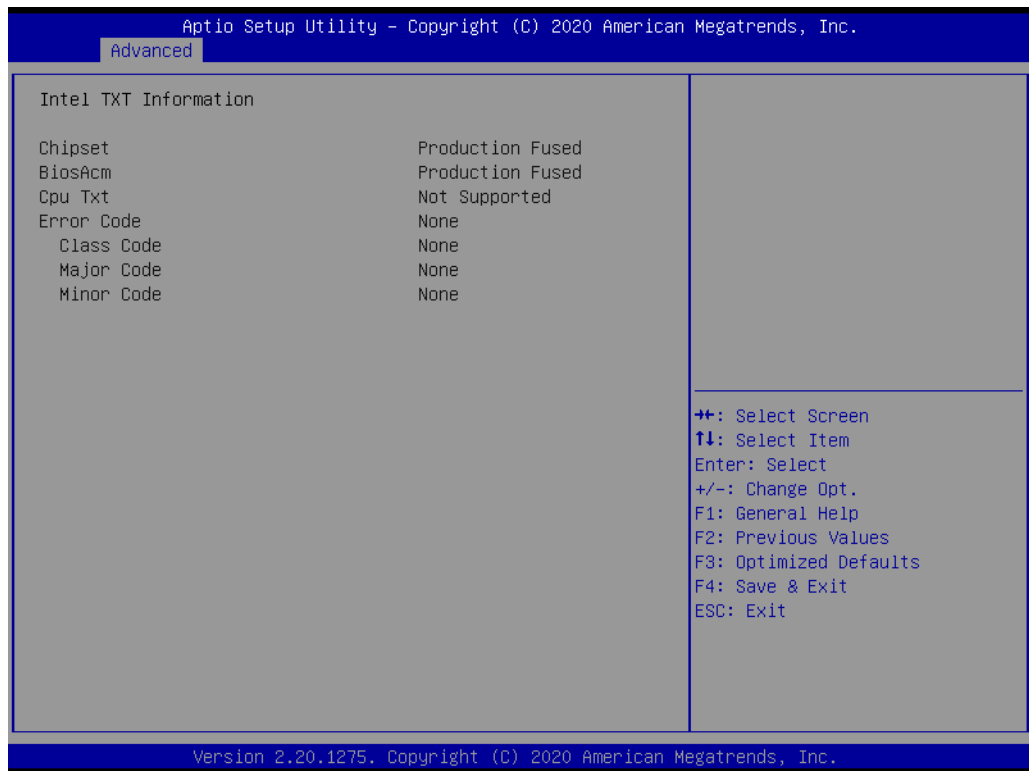 Aptio Setup Utility – Copyright (C) 2020 American Megatrends, Inc.
Advanced
Intel TXT Information
Chipset Production Fused
BiosAcm Production Fused
Cpu Txt Not Supported
Error Code None
Class Code None
Major Code None
Minor Code None
→←: Select Screen
↑↓: Select Item
Enter: Select
+/-: Change Opt.
F1: General Help
F2: Previous Values
F3: Optimized Defaults
F4: Save & Exit
ESC: Exit
Version 2.20.1275. Copyright (C) 2020 American Megatrends, Inc.